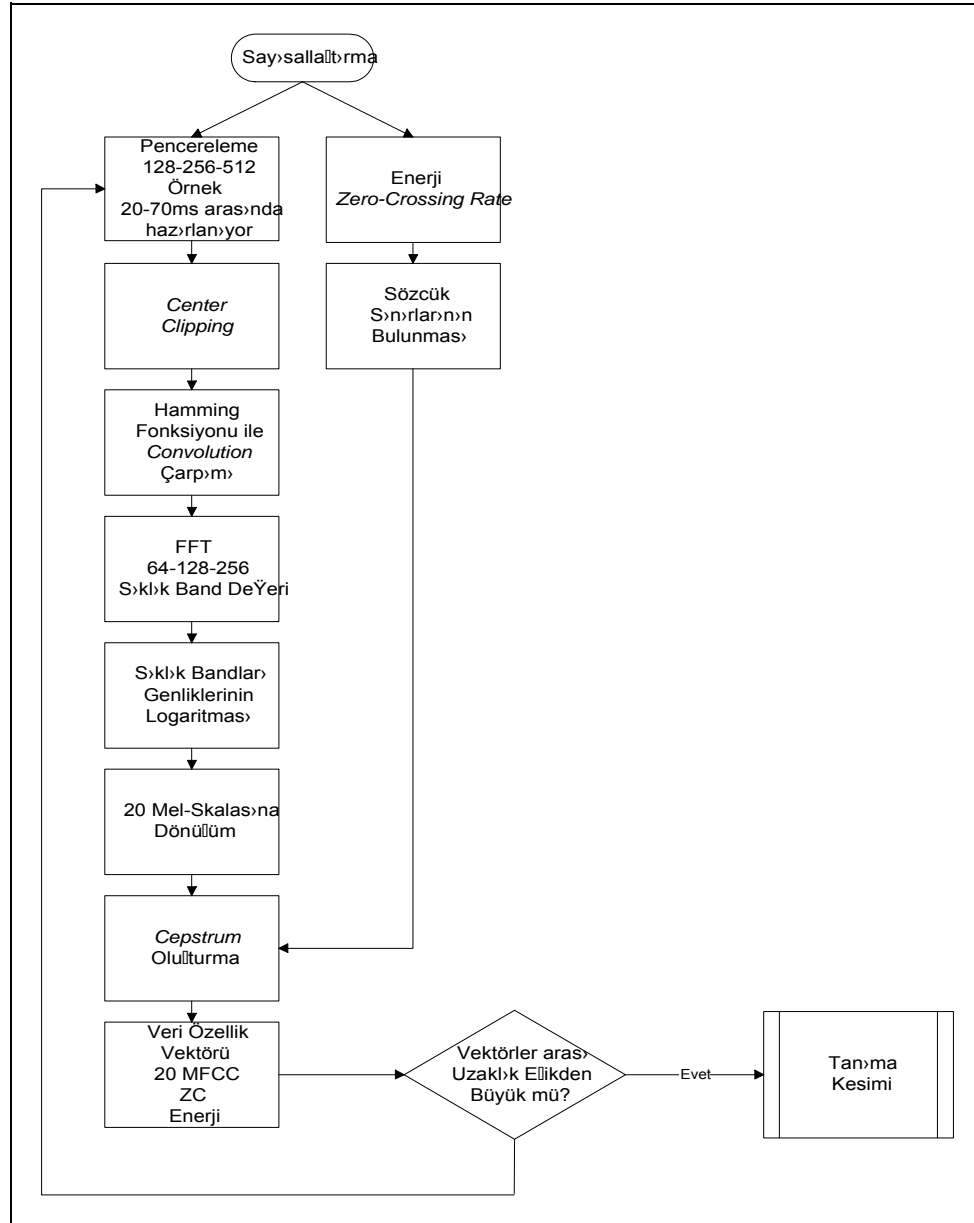 Say›salla􀀀t›rma
Pencereleme
128-256-512
Örnek
20-70ms aras›nda
haz›rlan›yor
Enerji
Zero-Crossing Rate
Center
Clipping
Sözcük
S›n›rlar›n›n
Bulunmas›
Hamming
Fonksiyonu ile
Convolution
Çarp›m›
FFT
64-128-256
S›kl›k Band DeŸeri
S›kl›k Bandlar›
Genliklerinin
Logaritmas›
20 Mel-Skalas›na
Dönü􀀀üm
Cepstrum
Olu􀀀turma
Veri Özellik
Vektörü
20 MFCC
ZC
Enerji
Vektörler aras›
Uzakl›k E􀀀ikden
Büyük mü?
Evet
Tan›ma
Kesimi